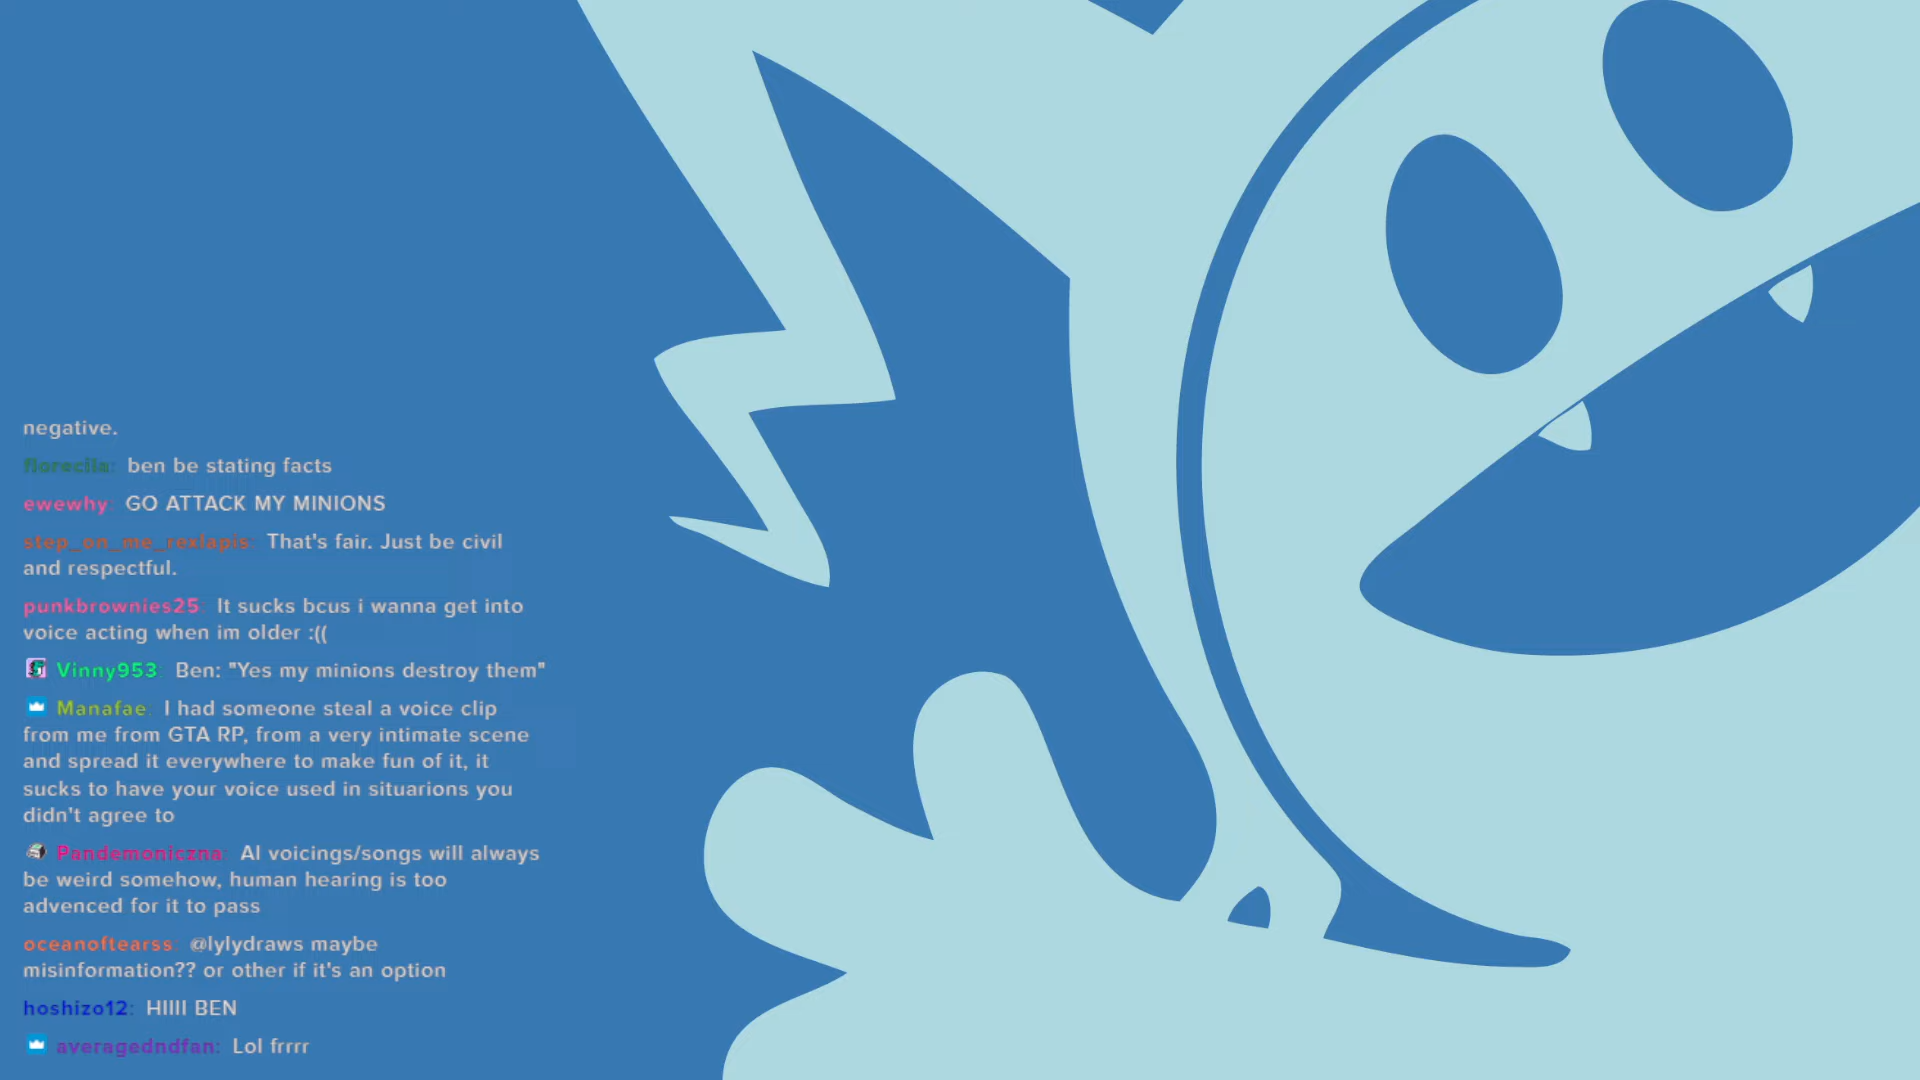 negative.
fiorecila: ben be stating facts
ewewhy: GO ATTACK MY MINIONS
step_on_me_rexlapis: That's fair. Just be civil
and respectful.
punkbrownies25: It sucks bcus i wanna get into
voice acting when im older :((
Vinny953: Ben: "Yes my minions destroy them"
Manafae: I had someone steal a voice clip
from me from GTA RP, from a very intimate scene
and spread it everywhere to make fun of it, it
sucks to have your voice used in situarions you
didn't agree to
Pandemoniczna: AI voicings/songs will always
be weird somehow, human hearing is too
advenced for it to pass
oceanoftearss: @lylydraws maybe
misinformation?? or other if it's an option
hoshizo12: HIIII BEN
averagedndfan: Lol frrrr